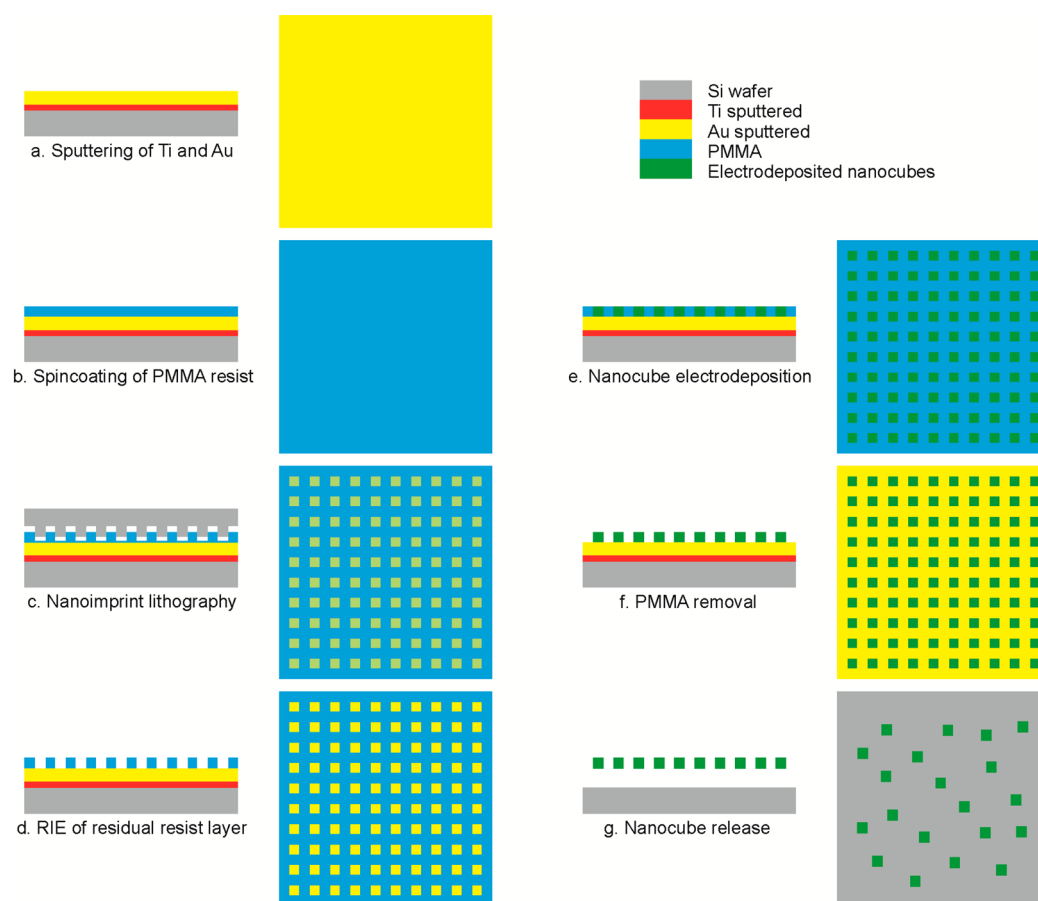 a. Sputtering of Ti and Au
Si wafer
Ti sputtered
Au sputtered
PMMA
Electrodeposited nanocubes
b. Spincoating of PMMA resist
e. Nanocube electrodeposition
c. Nanoimprint lithography
f. PMMA removal
d. RIE of residual resist layer
g. Nanocube release